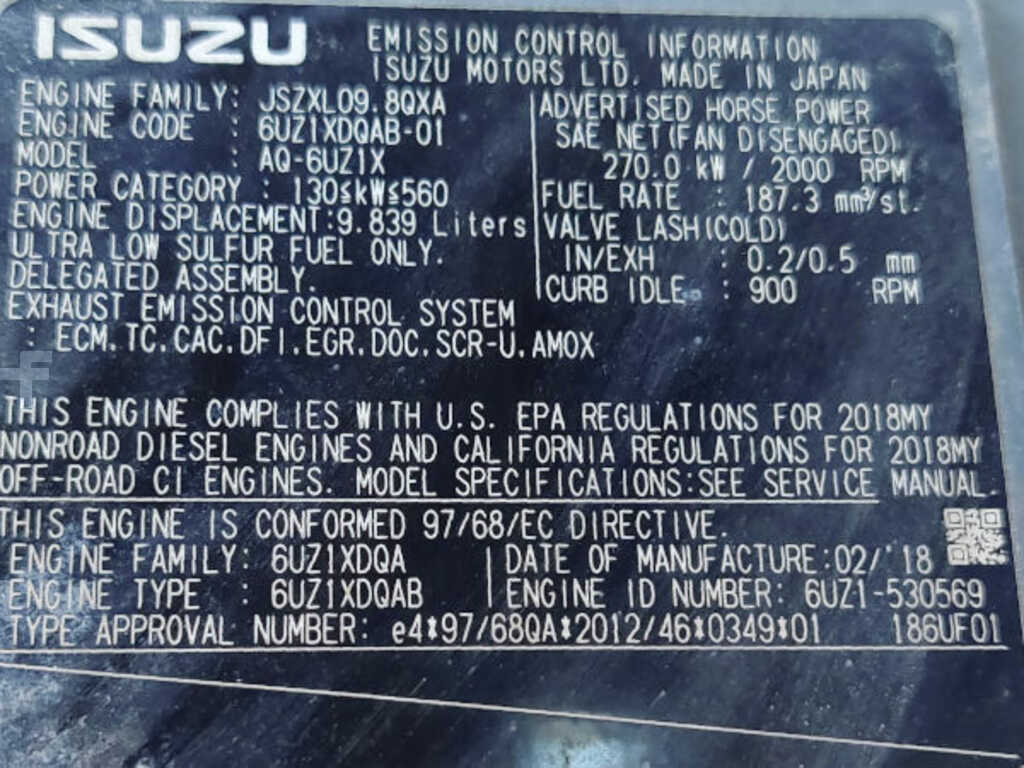 ISUZU EMISSION CONTROL INFORMATION
ISUZU MOTORS LTD. MADE IN JAPAN
ENGINE FAMILY: JSZXL09.8QXA
ENGINE CODE : 6UZ1XDQAB-01
MODEL : AQ-6UZ1X
POWER CATEGORY : 130≤kW≤560
ENGINE DISPLACEMENT:9.839 Liters
ULTRA LOW SULFUR FUEL ONLY.
DELEGATED ASSEMBLY.
EXHAUST EMISSION CONTROL SYSTEM
: ECM.TC.CAC.DFI.EGR.DOC.SCR-U.AMOX
ADVERTISED HORSE POWER
SAE NET(FAN DISENGAGED)
270.0 kW / 2000 RPM
FUEL RATE : 187.3 mm³/st.
VALVE LASH(COLD)
IN/EXH : 0.2/0.5 mm
CURB IDLE : 900 RPM
THIS ENGINE COMPLIES WITH U.S. EPA REGULATIONS FOR 2018MY
NONROAD DIESEL ENGINES AND CALIFORNIA REGULATIONS FOR 2018MY
OFF-ROAD CI ENGINES. MODEL SPECIFICATIONS:SEE SERVICE MANUAL.
THIS ENGINE IS CONFORMED 97/68/EC DIRECTIVE.
ENGINE FAMILY: 6UZ1XDQA
DATE OF MANUFACTURE:02/'18
ENGINE TYPE : 6UZ1XDQAB
ENGINE ID NUMBER: 6UZ1-530569
TYPE APPROVAL NUMBER: e4*97/68QA*2012/46*0349*01 186UF01